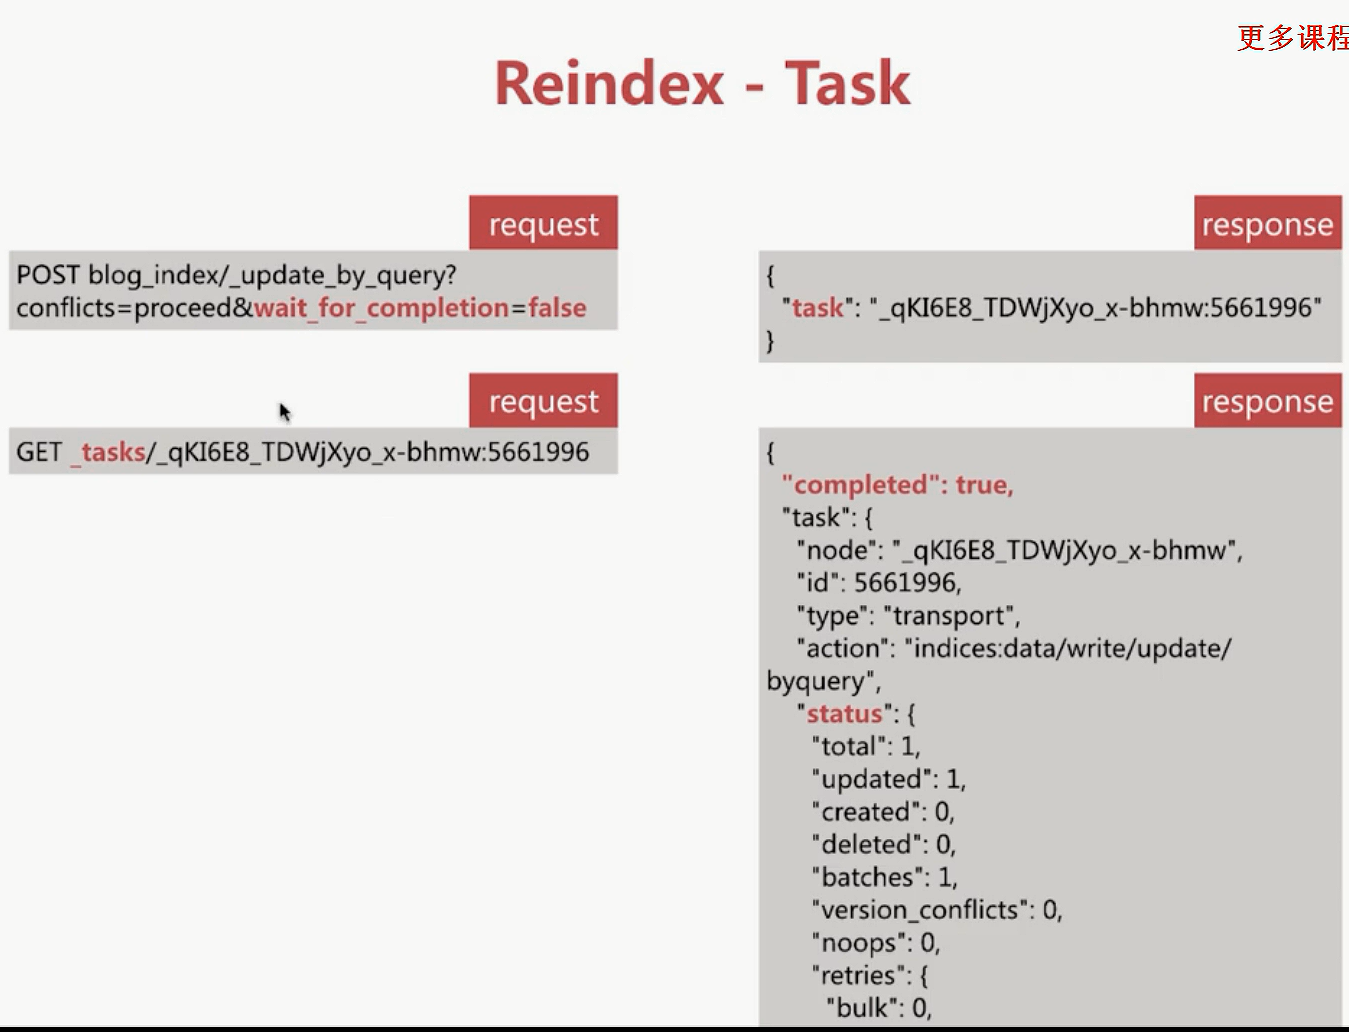 更多课程
Reindex - Task
request
POST blog_index/_update_by_query?
conflicts=proceed&wait_for_completion=false
response
{
"task": "_qKI6E8_TDWjXyo_x-bhmw:5661996"
}
request
GET _tasks/_qKI6E8_TDWjXyo_x-bhmw:5661996
response
{
"completed": true,
"task": {
"node": "_qKI6E8_TDWjXyo_x-bhmw",
"id": 5661996,
"type": "transport",
"action": "indices:data/write/update/
byquery",
"status": {
"total": 1,
"updated": 1,
"created": 0,
"deleted": 0,
"batches": 1,
"version_conflicts": 0,
"noops": 0,
"retries": {
"bulk": 0,